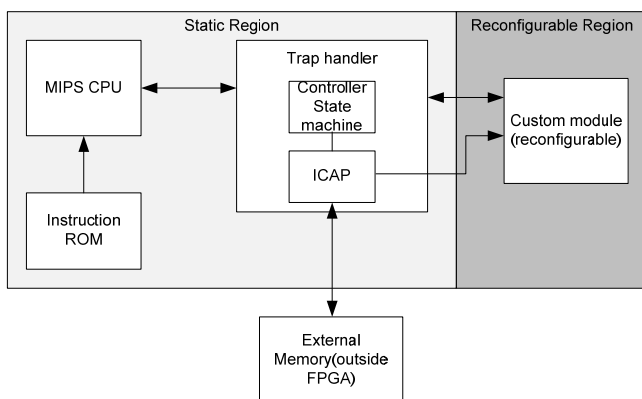 Static Region
Reconfigurable Region
MIPS CPU
Trap handler
Controller
State
machine
ICAP
Custom module
(reconfigurable)
Instruction
ROM
External
Memory(outside
FPGA)